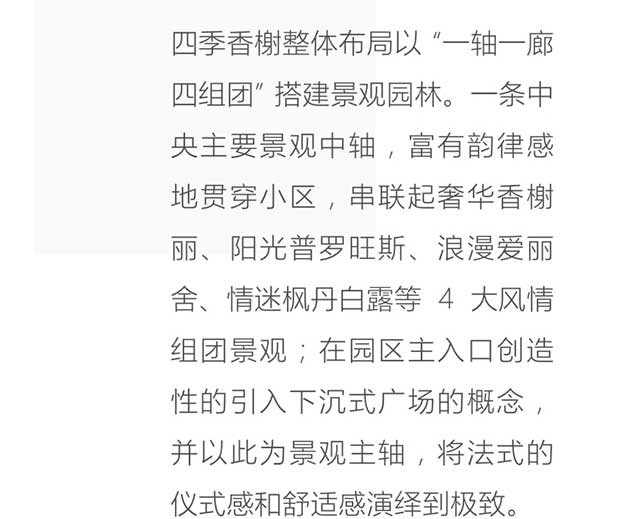 四季香榭整体布局以“一轴一廊
四组团”搭建景观园林。一条中
央主要景观中轴，富有韵律感
地贯穿小区，串联起奢华香榭
丽、阳光普罗旺斯、浪漫爱丽
舍、情迷枫丹白露等 4 大风情
组团景观；在园区主入口创造
性的引入下沉式广场的概念，
并以此为景观主轴，将法式的
仪式感和舒适感演绎到极致。